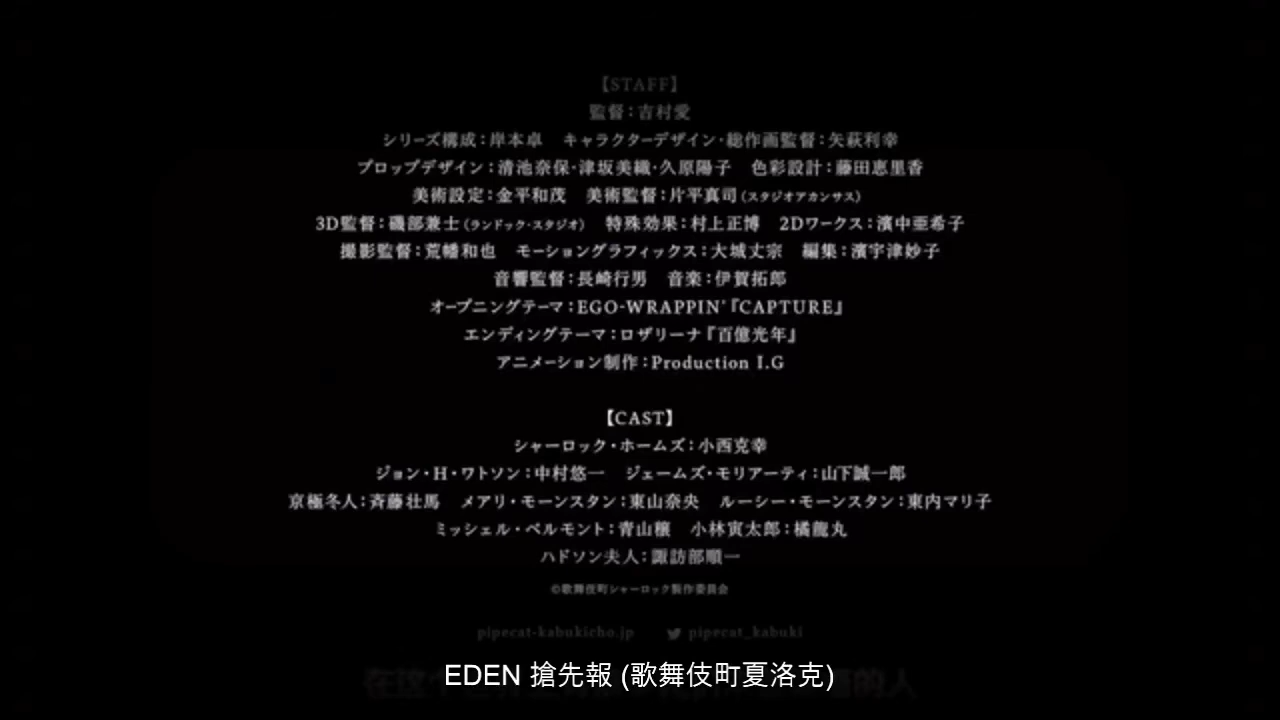 【STAFF】
監督：吉村愛
シリーズ構成：岸本卓　キャラクターデザイン・総作画監督：矢萩利幸
プロップデザイン：清池奈保・津坂美織・久原陽子　色彩設計：藤田恵里香
美術設定：金平和茂　美術監督：片平真司（スタジオアカンサス）
3D監督：磯部兼士（ランドック・スタジオ）　特殊効果：村上正博　2Dワークス：濱中亜希子
撮影監督：荒幡和也　モーショングラフィックス：大城丈宗　編集：濱宇津妙子
音響監督：長崎行男　音楽：伊賀拓郎
オープニングテーマ：EGO-WRAPPIN'『CAPTURE』
エンディングテーマ：ロザリーナ『百億光年』
アニメーション制作：Production I.G
【CAST】
シャーロック・ホームズ：小西克幸
ジョン・H・ワトソン：中村悠一　ジェームズ・モリアーティ：山下誠一郎
京極冬人：斉藤壮馬　メアリ・モーンスタン：東山奈央　ルーシー・モーンスタン：東内マリ子
ミッシェル・ベルモント：青山穣　小林寅太郎：橘龍丸
ハドソン夫人：諏訪部順一
©歌舞伎町シャーロック製作委員会
pipecat-kabukicho.jp　pipecat_kabuki
EDEN 搶先報 (歌舞伎町夏洛克)